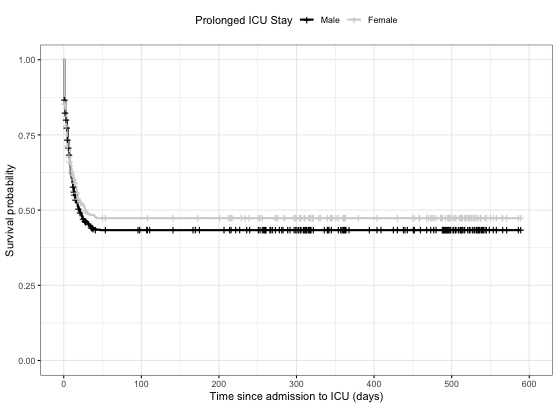 Prolonged ICU Stay Male Female
Survival probability
1.00
0.75
0.50
0.25
0.00
0 100 200 300 400 500 600
Time since admission to ICU (days)